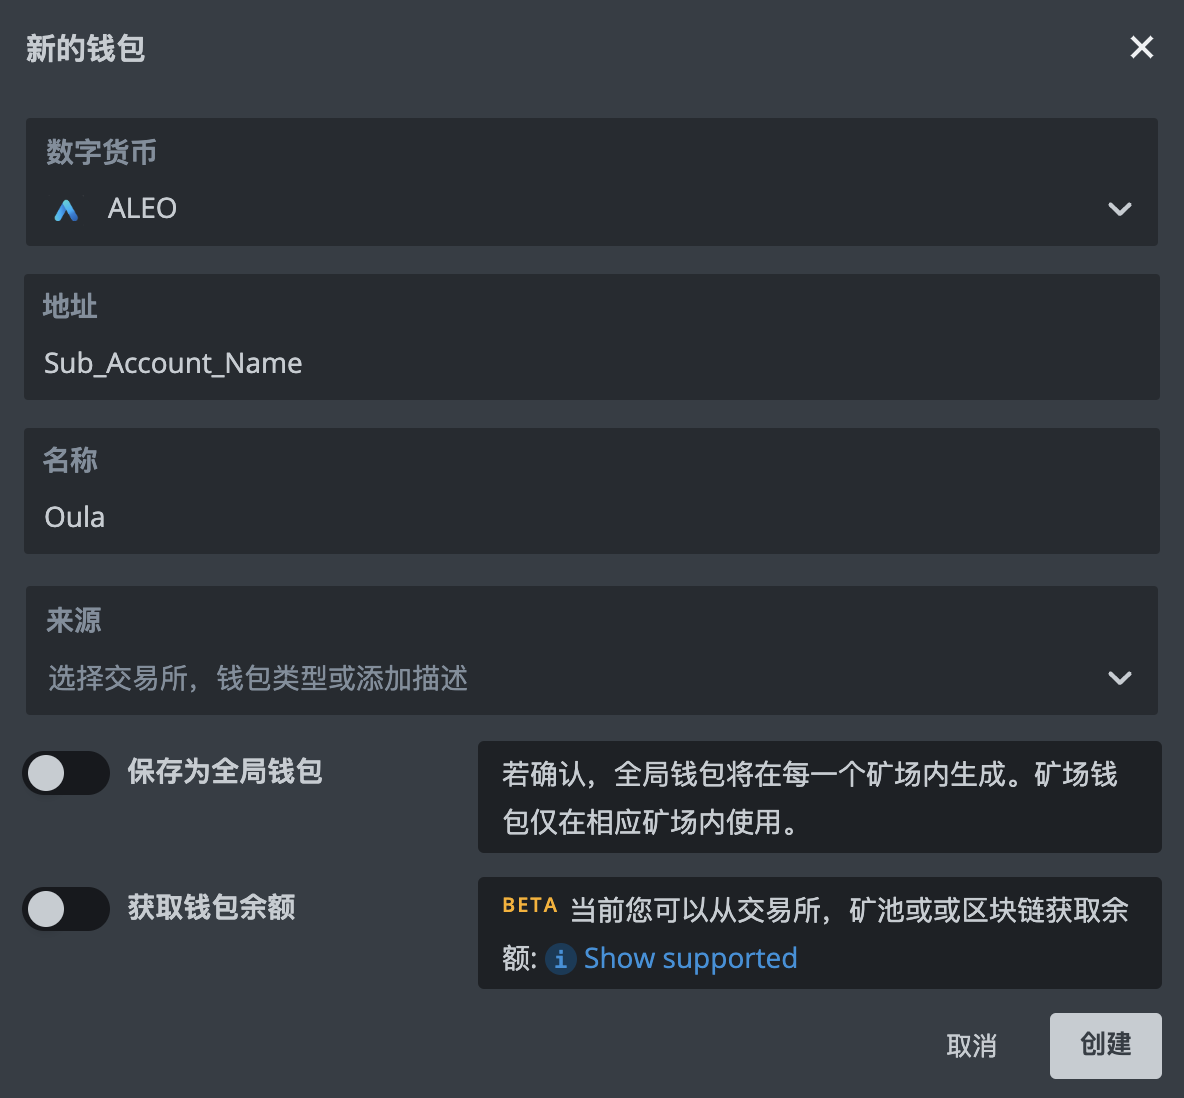 新的钱包
数字货币
ALEO
地址
Sub_Account_Name
名称
Oula
来源
选择交易所，钱包类型或添加描述
保存为全局钱包
若确认，全局钱包将在每一个矿场内生成。矿场钱
包仅在相应矿场内使用。
获取钱包余额
BETA 当前您可以从交易所，矿池或或区块链获取余
额: i Show supported
取消
创建